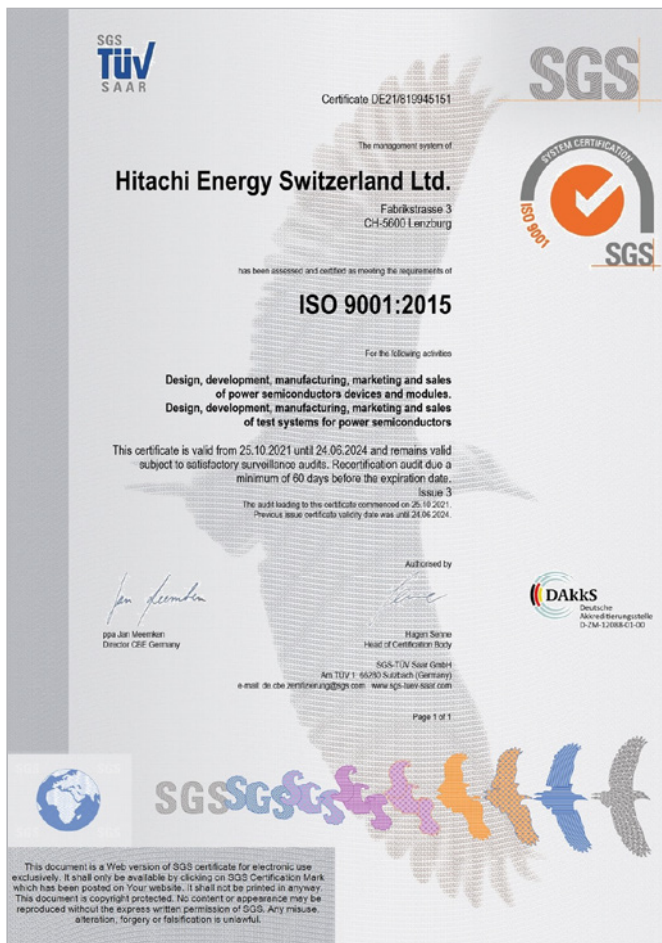 SGS
TÜV
SAAR
SGS
Certificate DE21/819945151
The management system of
Hitachi Energy Switzerland Ltd.
Fabrikstrasse 3
CH-5600 Lenzburg
SYSTEM CERTIFICATION
ISO 9001
SGS
has been assessed and certified as meeting the requirements of
ISO 9001:2015
For the following activities
Design, development, manufacturing, marketing and sales
of power semiconductors devices and modules.
Design, development, manufacturing, marketing and sales
of test systems for power semiconductors
This certificate is valid from 25.10.2021 until 24.06.2024 and remains valid
subject to satisfactory surveillance audits. Recertification audit due a
minimum of 60 days before the expiration date.
Issue 3
The audit leading to this certificate commenced on 25.10.2021.
Previous issue certificate validity date was until 24.06.2024.
Authorised by
ppa Jan Meemken
Director CBE Germany
Hagen Senne
Head of Certification Body
DAkkS
Deutsche
Akkreditierungsstelle
D-ZM-12088-01-00
SGS-TÜV Saar GmbH
Am TÜV 1 66280 Sulzbach (Germany)
e-mail: de.cbe.zertifizierung@sgs.com www.sgs-tuev-saar.com
Page 1 of 1
SGS SGS SGS SGS
This document is a Web version of SGS certificate for electronic use
exclusively. It shall only be available by clicking on SGS Certification Mark
which has been posted on Your website. It shall not be printed in anyway.
This document is copyright protected. No content or appearance may be
reproduced without the express written permission of SGS. Any misuse,
alteration, forgery or falsification is unlawful.